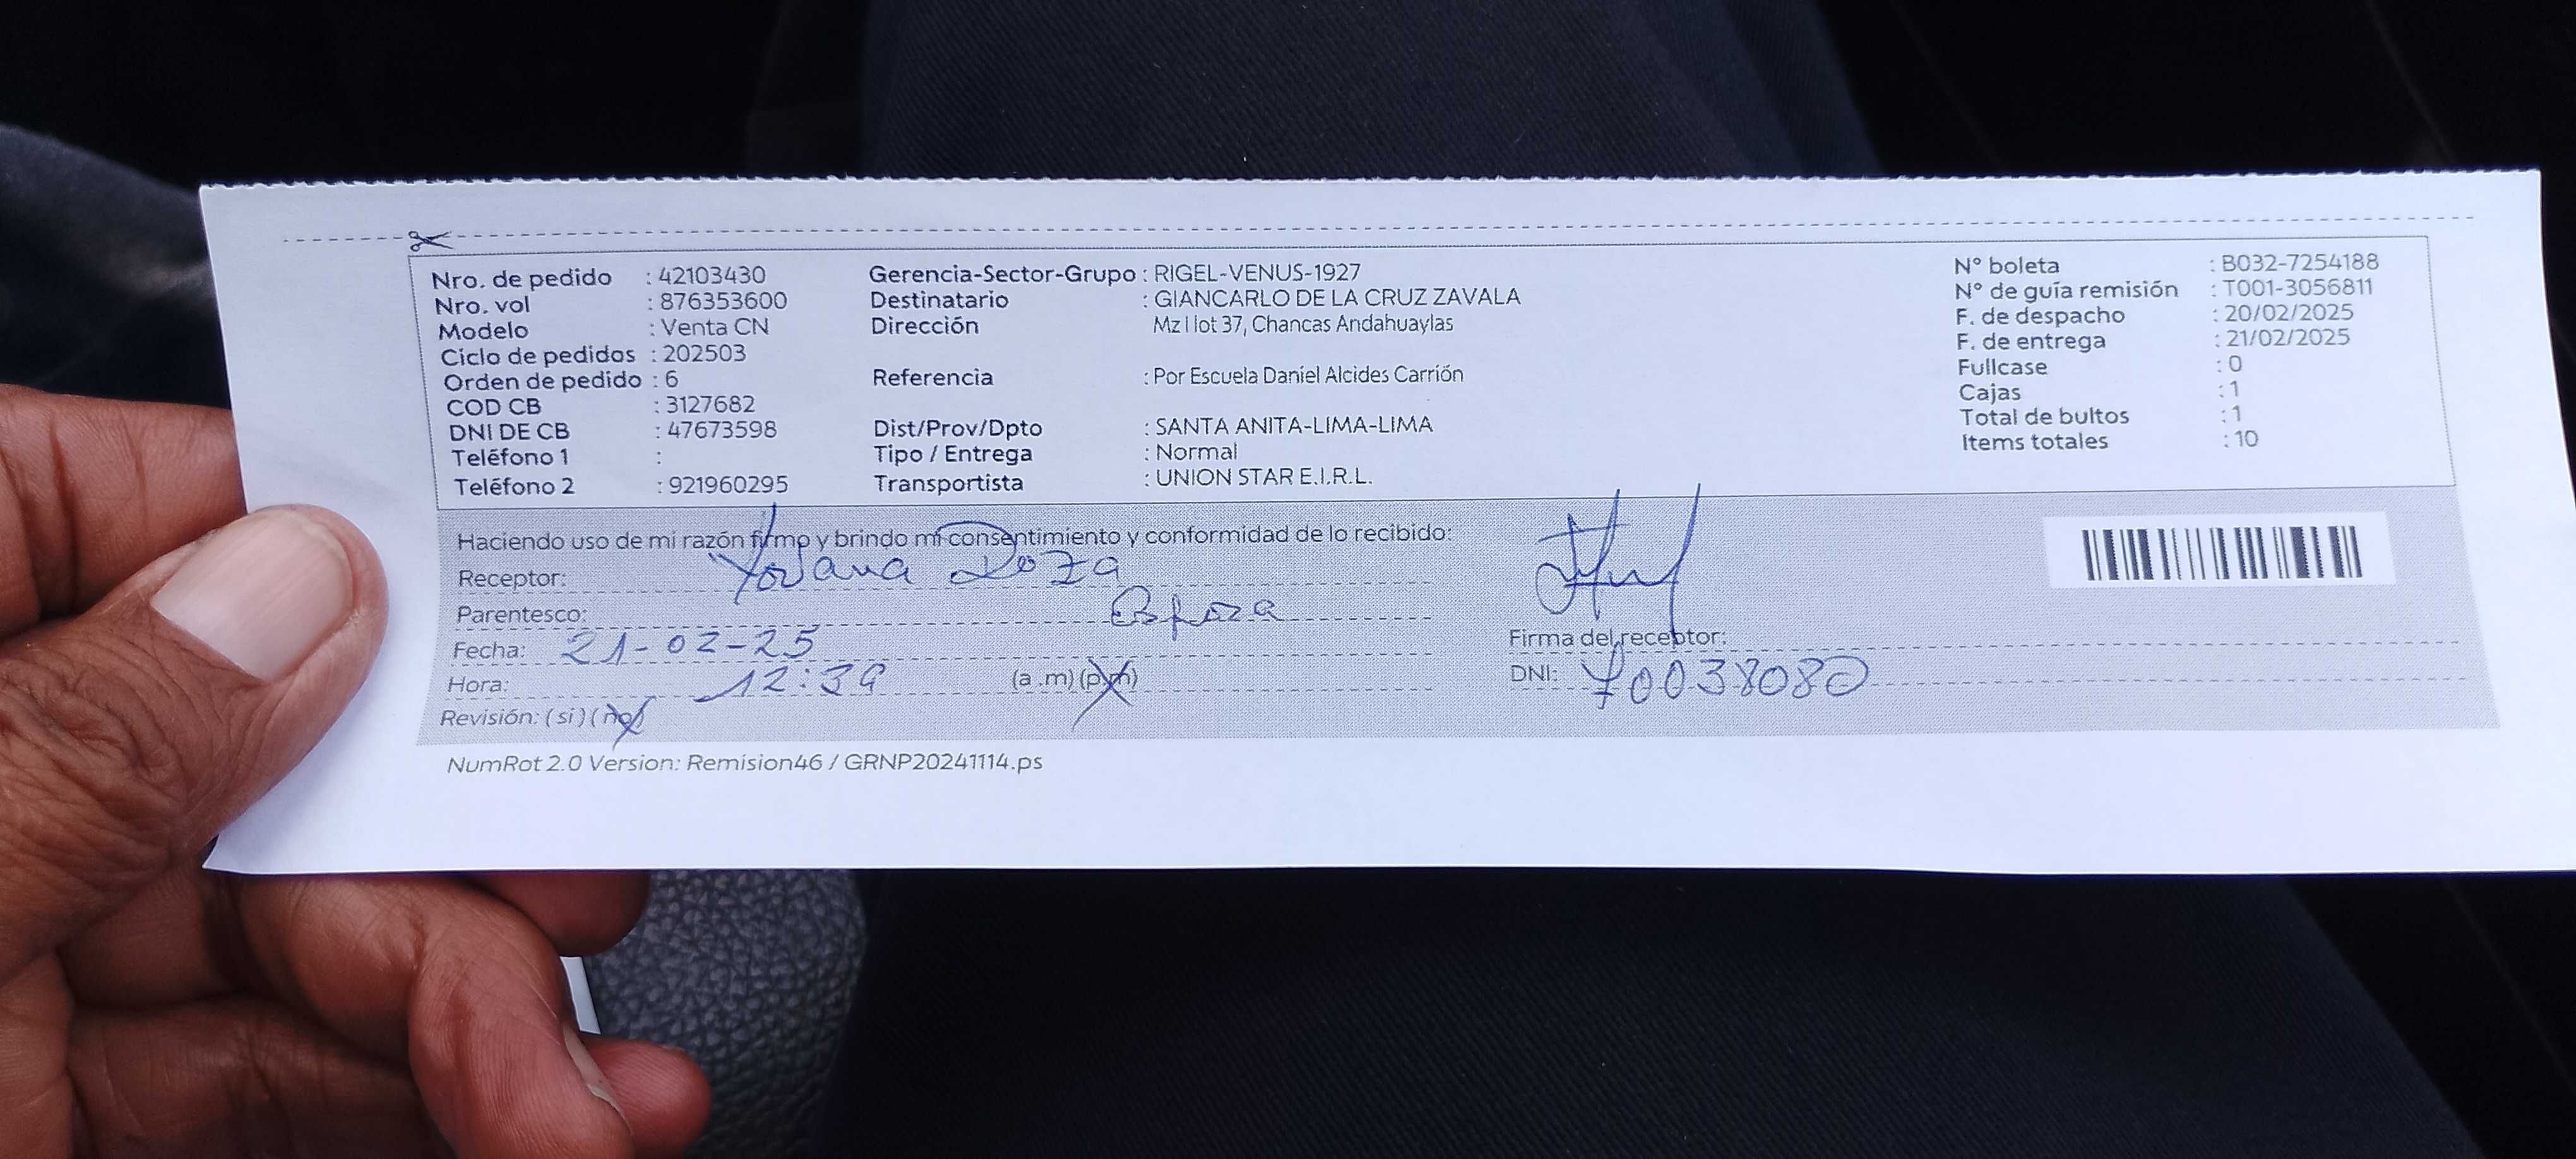 Nro. de pedido : 42103430
Nro. vol : 876353600
Modelo : Venta CN
Ciclo de pedidos : 202503
Orden de pedido : 6
COD CB : 3127682
DNI DE CB : 47673598
Teléfono 1 :
Teléfono 2 : 921960295
Gerencia-Sector-Grupo : RIGEL-VENUS-1927
Destinatario : GIANCARLO DE LA CRUZ ZAVALA
Dirección Mz I lot 37, Chancas Andahuaylas
Referencia : Por Escuela Daniel Alcides Carrión
Dist/Prov/Dpto : SANTA ANITA-LIMA-LIMA
Tipo / Entrega : Normal
Transportista : UNION STAR E.I.R.L.
N° boleta : B032-7254188
N° de guía remisión : T001-3056811
F. de despacho : 20/02/2025
F. de entrega : 21/02/2025
Fullcase : 0
Cajas : 1
Total de bultos : 1
Items totales : 10
Haciendo uso de mi razón firmo y brindo mi consentimiento y conformidad de lo recibido:
Receptor:
Parentesco: Esposa
Fecha: 21-02-25
Hora: 12:39 (a .m) (p.m)
Revisión: (si) (no)
Firma del receptor:
DNI: 70038080
NumRot 2.0 Version: Remision46 / GRNP20241114.ps